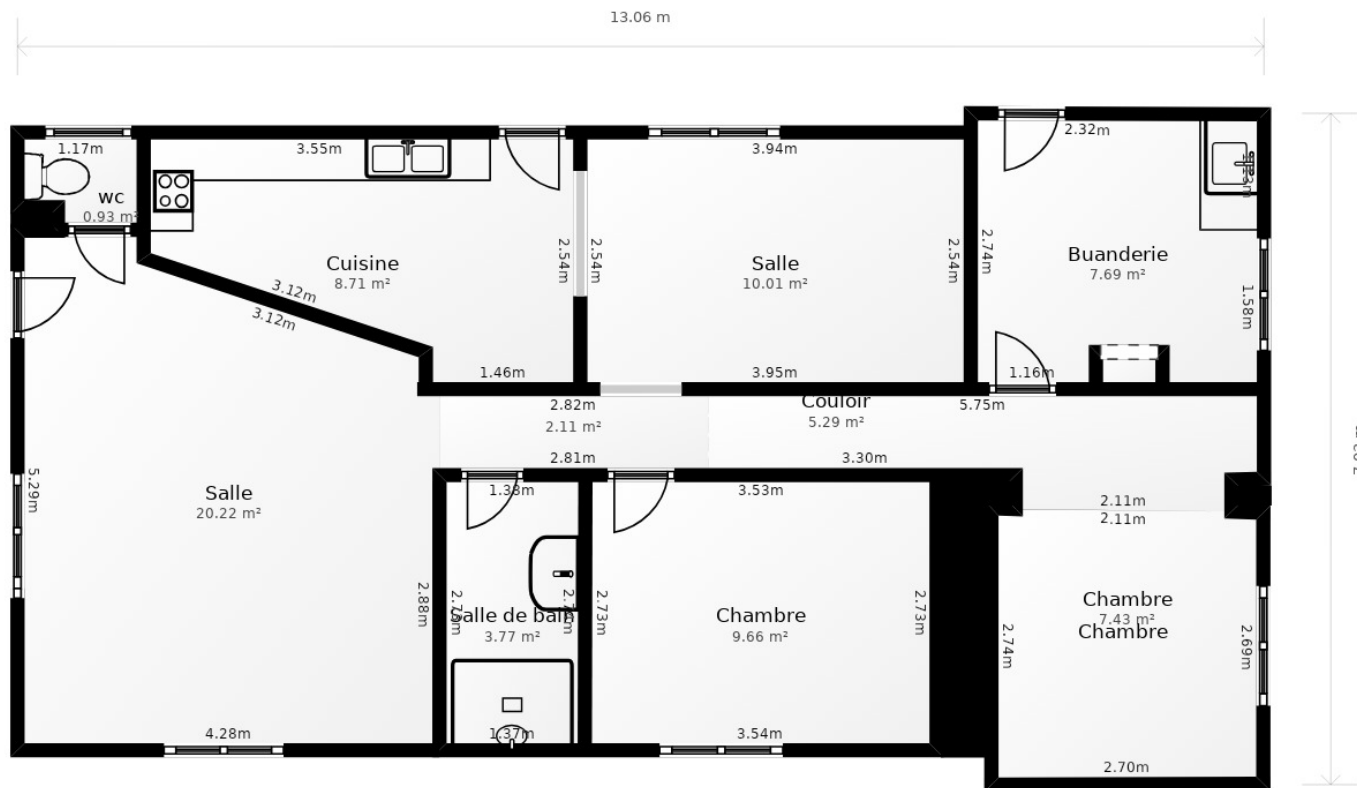 13.06 m
1.17m
wc
0.93 m²
3.55m
Cuisine
8.71 m²
2.54m
3.12m
3.12m
1.46m
3.94m
2.54m
Salle
10.01 m²
2.54m
3.95m
2.32m
2.74m
Buanderie
7.69 m²
1.58m
1.16m
2.82m
2.11 m²
2.81m
Couloir
5.29 m²
5.75m
3.30m
5.29m
Salle
20.22 m²
2.88m
4.28m
1.38m
Salle de bain
3.77 m²
1.37m
3.53m
2.73m
Chambre
9.66 m²
2.73m
3.54m
2.11m
2.11m
Chambre
7.43 m²
Chambre
2.74m
2.69m
2.70m